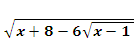 √(x + 8 − 6√(x − 1))